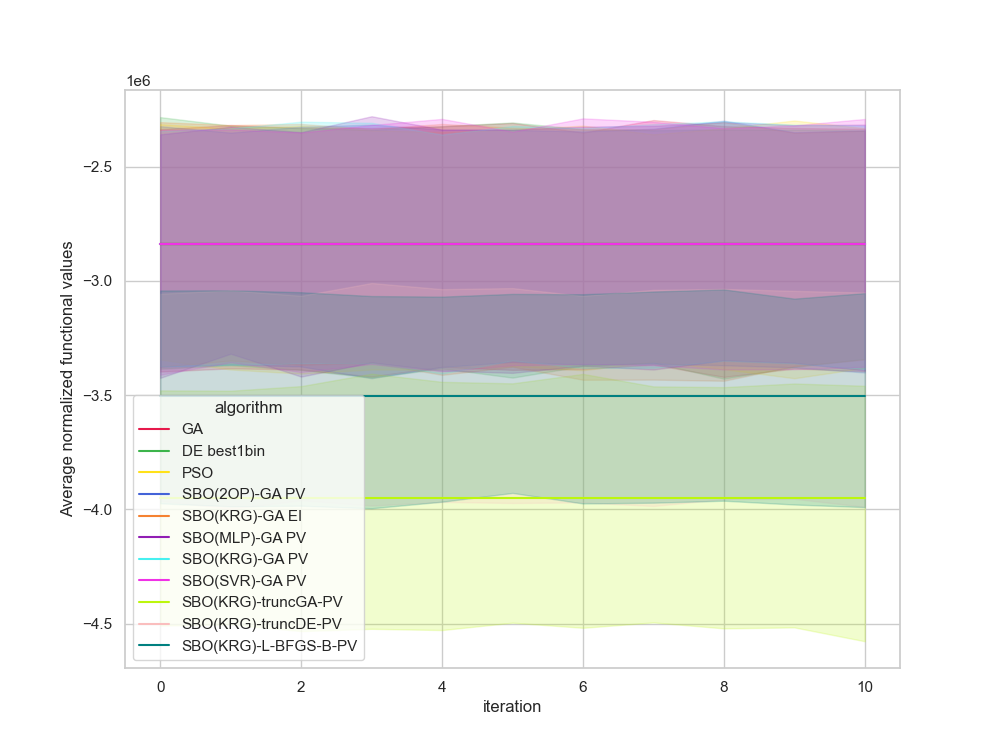 1e6
−2.5
−3.0
−3.5
−4.0
−4.5
Average normalized functional values
algorithm
GA
DE best1bin
PSO
SBO(2OP)-GA PV
SBO(KRG)-GA EI
SBO(MLP)-GA PV
SBO(KRG)-GA PV
SBO(SVR)-GA PV
SBO(KRG)-truncGA-PV
SBO(KRG)-truncDE-PV
SBO(KRG)-L-BFGS-B-PV
0 2 4 6 8 10
iteration